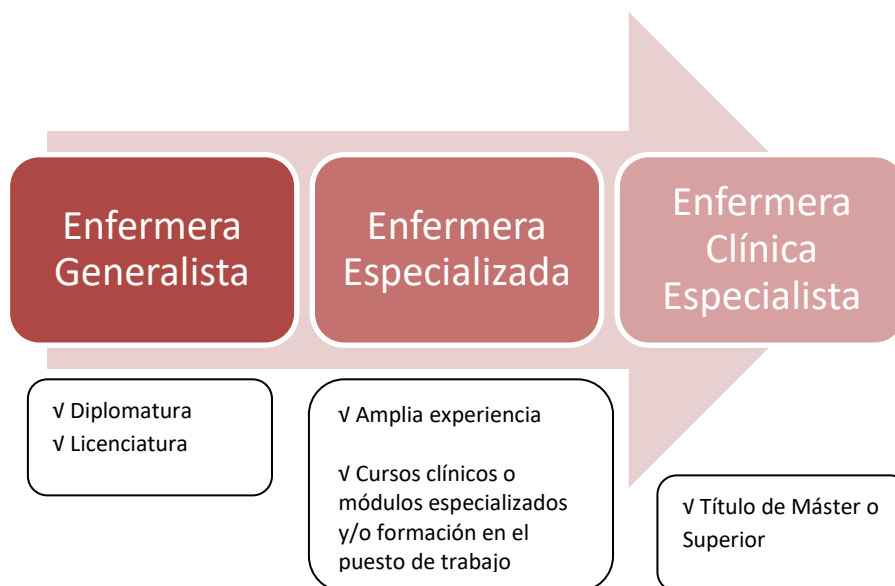 Enfermera
Generalista
Enfermera
Especializada
Enfermera
Clínica
Especialista
√ Diplomatura
√ Licenciatura
√ Amplia experiencia
√ Cursos clínicos o
módulos especializados
y/o formación en el
puesto de trabajo
√ Título de Máster o
Superior